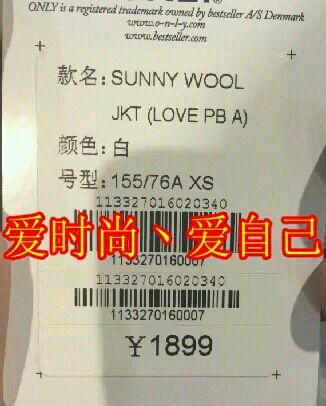 ONLY is a registered trademark owned by bestseller A/S Denmark
www.o-n-l-y.com
www.bestseller.com
款名: SUNNY WOOL
JKT (LOVE PB A)
颜色: 白
号型: 155/76A XS
113327016020340
爱时尚丶爱自己
1133270160007
113327016020340
1133270160007
￥1899